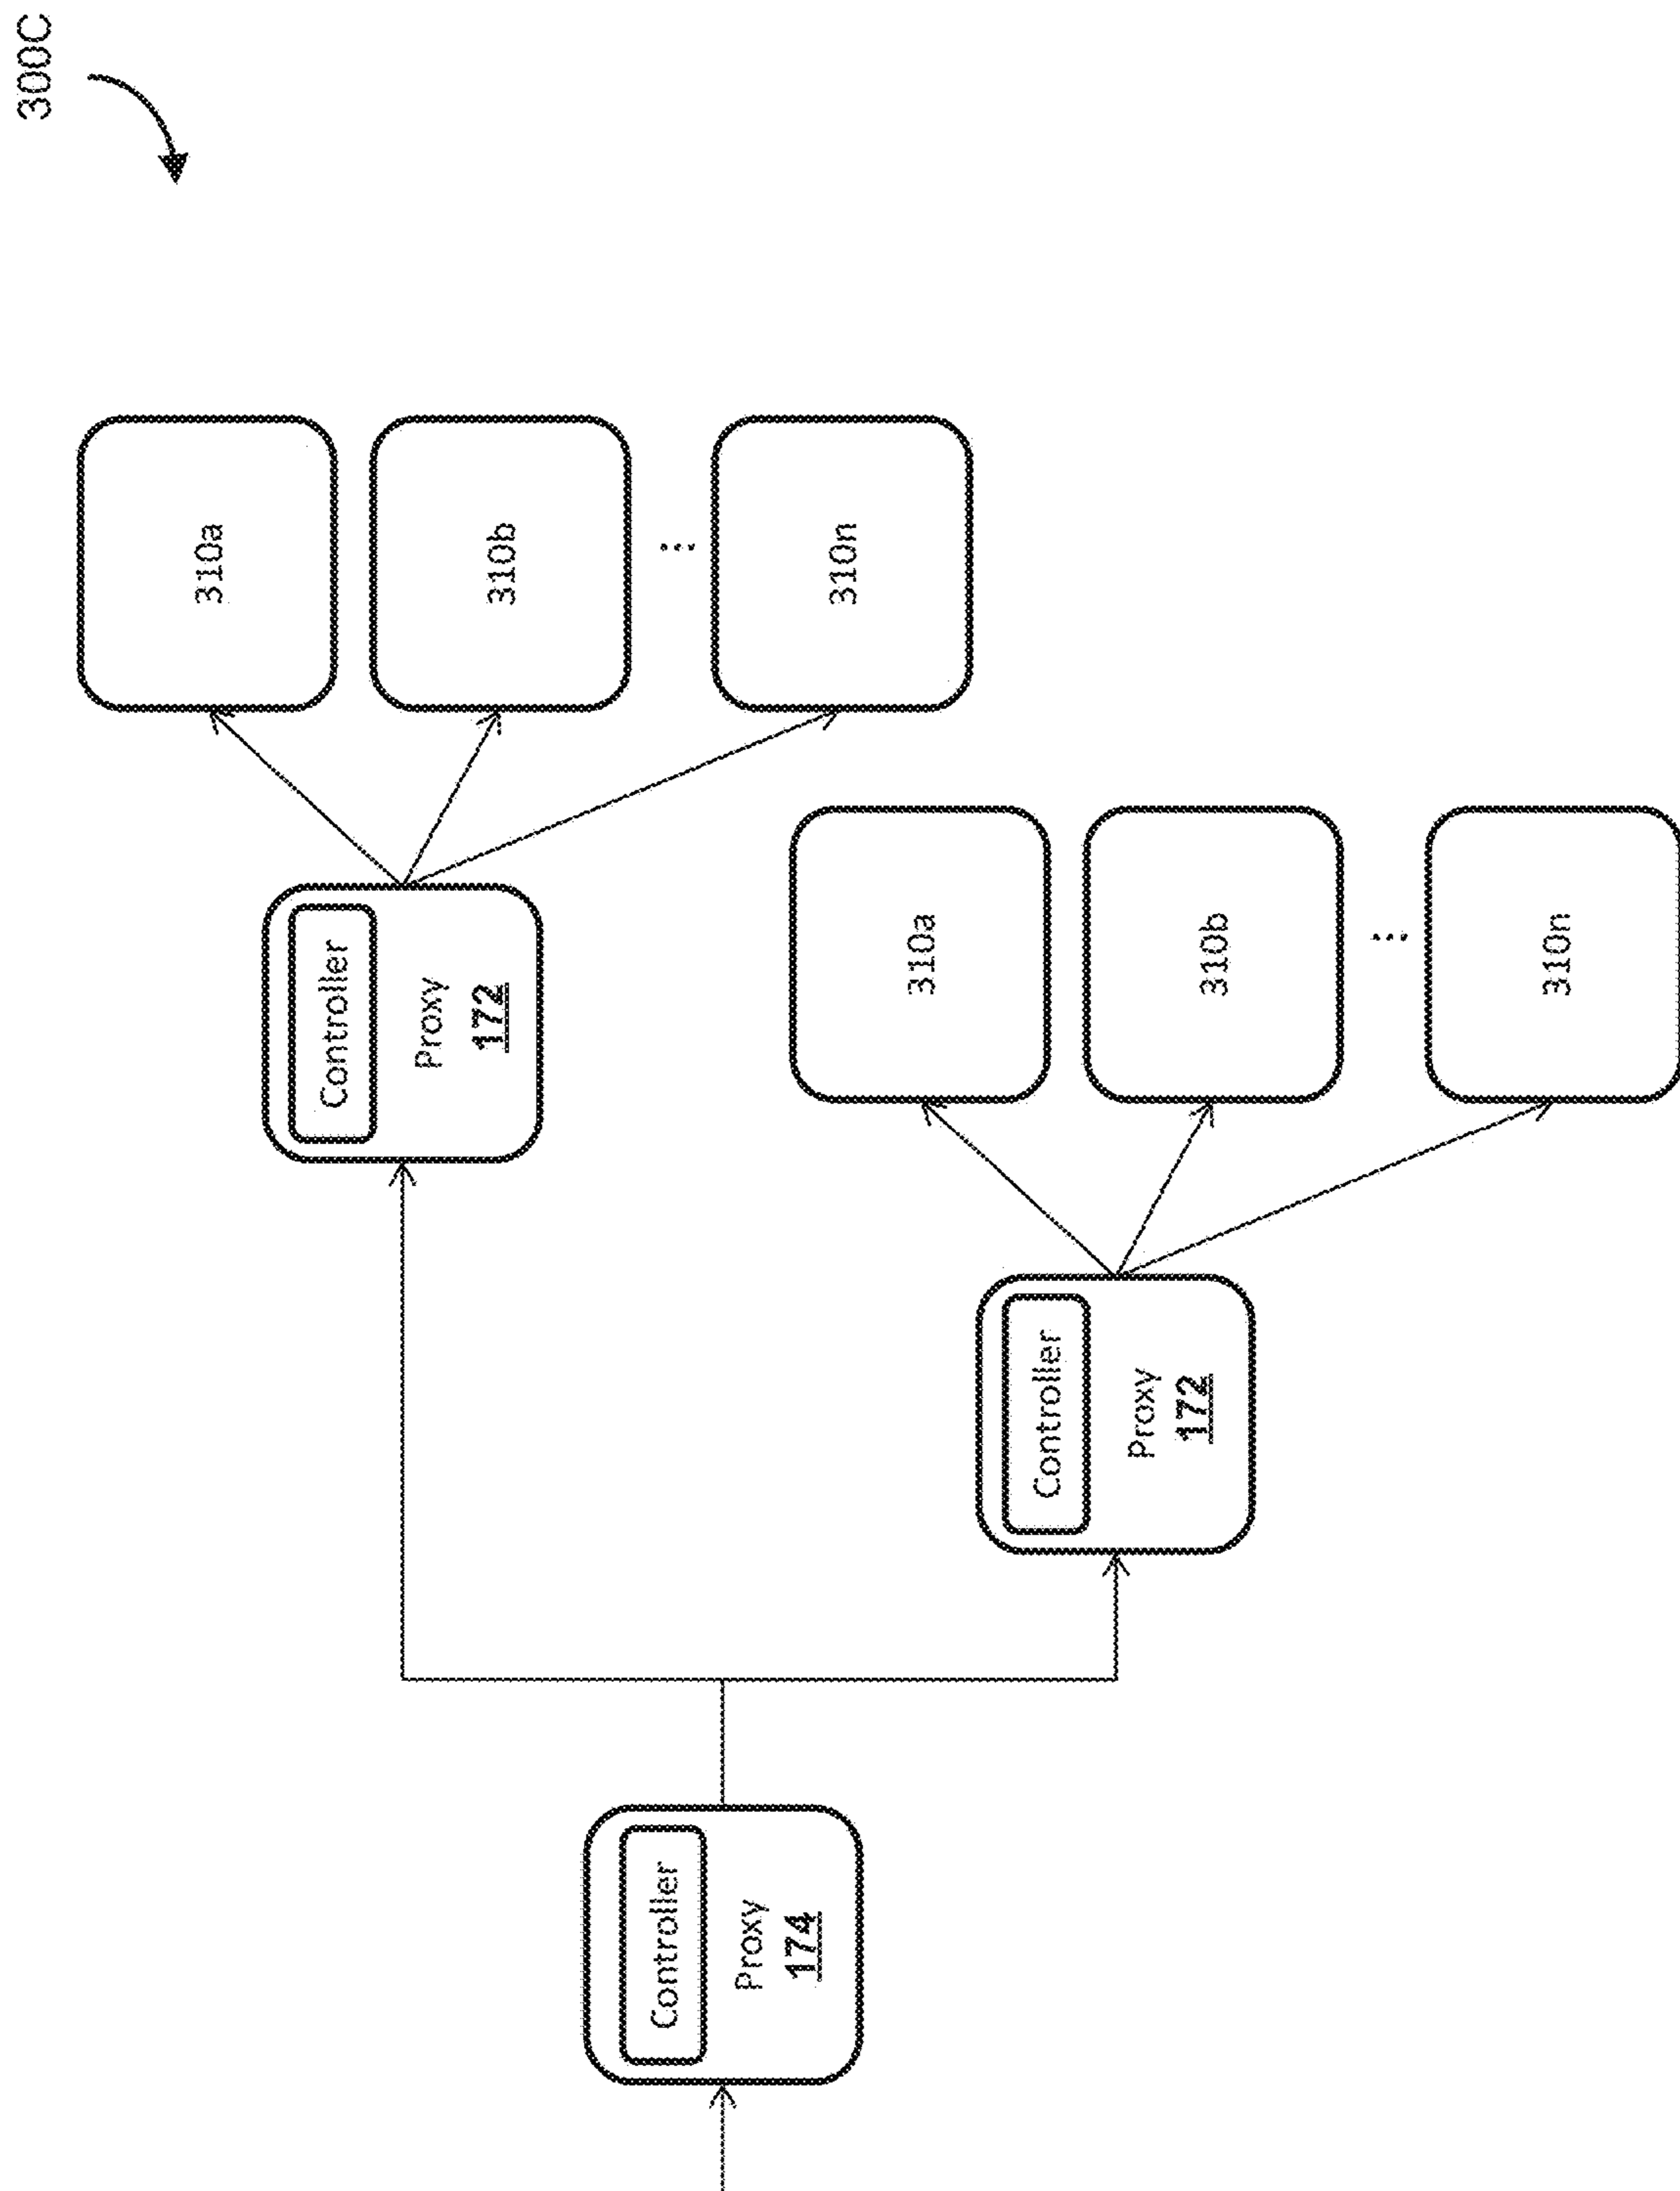 300C
310a
310b
⋮
310n
Controller
Proxy
172
310a
310b
⋮
310n
Controller
Proxy
172
Controller
Proxy
174